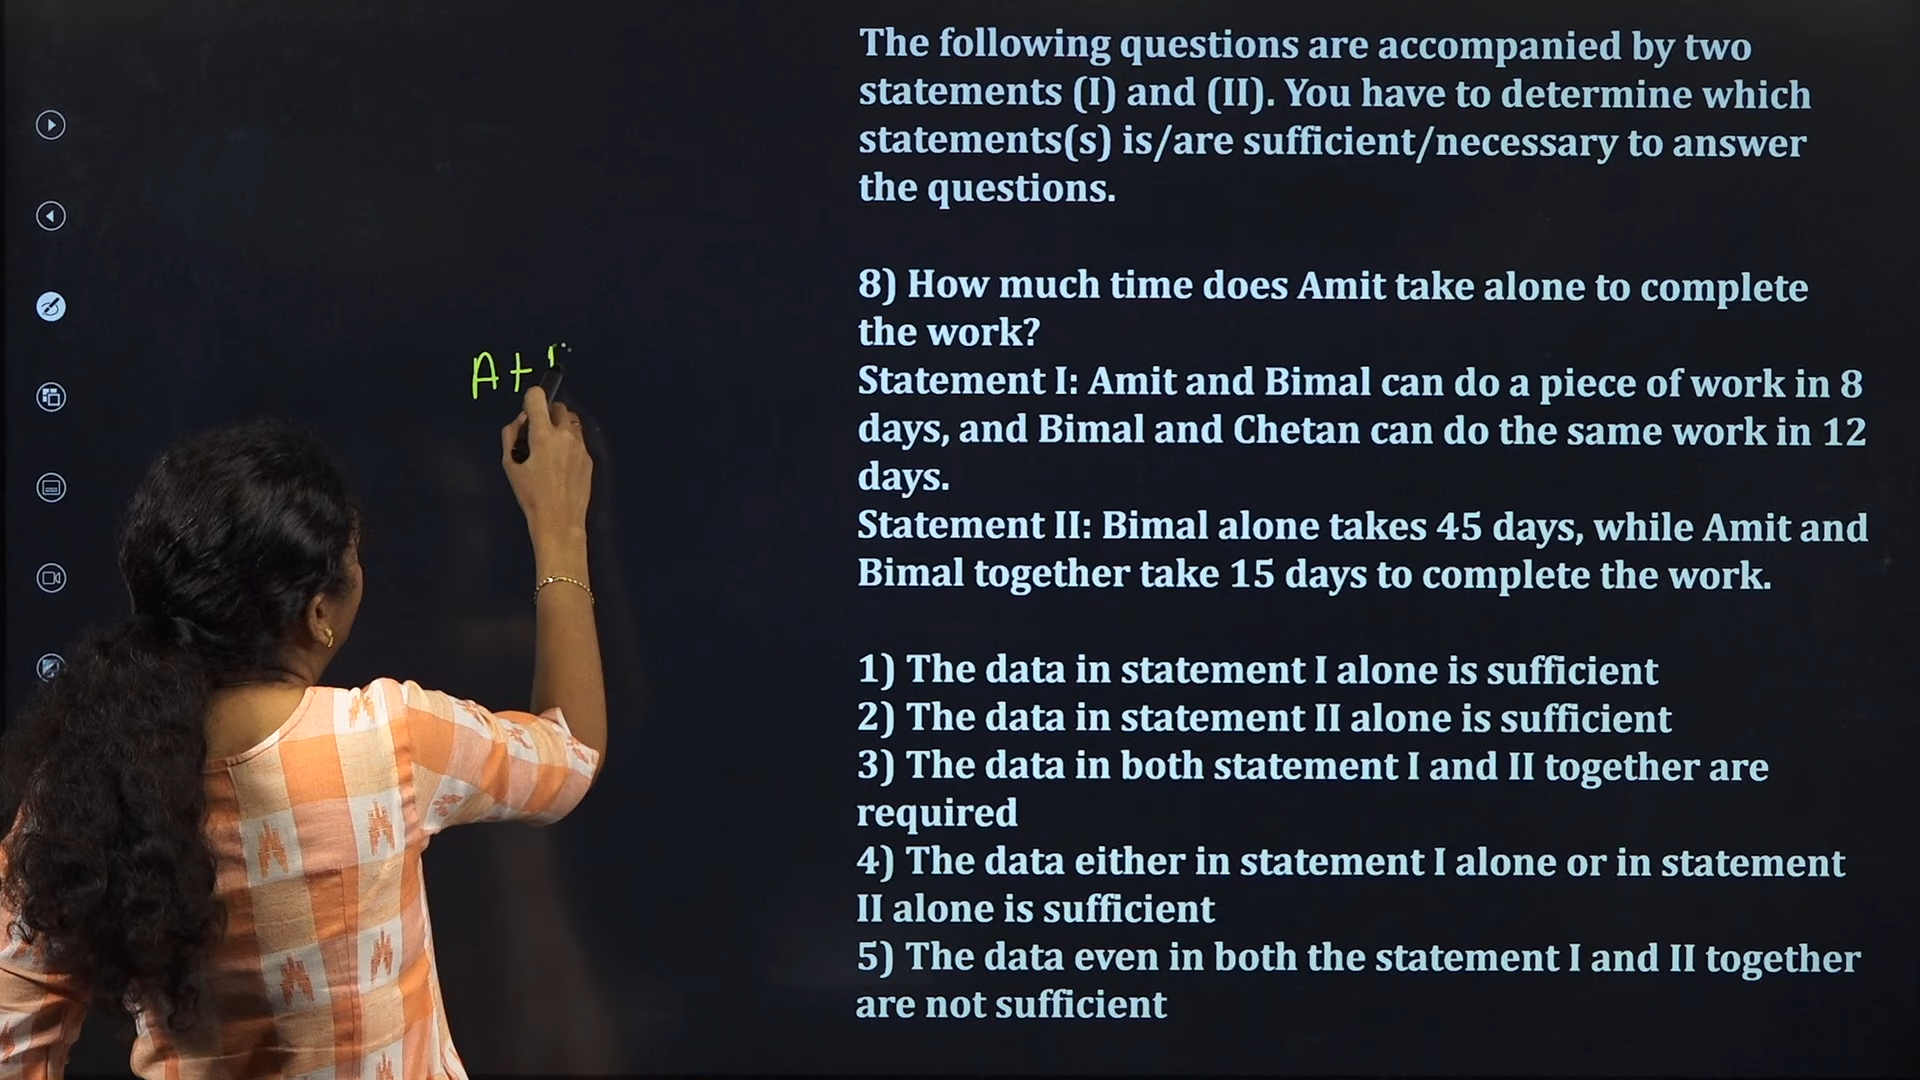 The following questions are accompanied by two
statements (I) and (II). You have to determine which
statements(s) is/are sufficient/necessary to answer
the questions.
8) How much time does Amit take alone to complete
the work?
Statement I: Amit and Bimal can do a piece of work in 8
days, and Bimal and Chetan can do the same work in 12
days.
Statement II: Bimal alone takes 45 days, while Amit and
Bimal together take 15 days to complete the work.
1) The data in statement I alone is sufficient
2) The data in statement II alone is sufficient
3) The data in both statement I and II together are
required
4) The data either in statement I alone or in statement
II alone is sufficient
5) The data even in both the statement I and II together
are not sufficient
A +